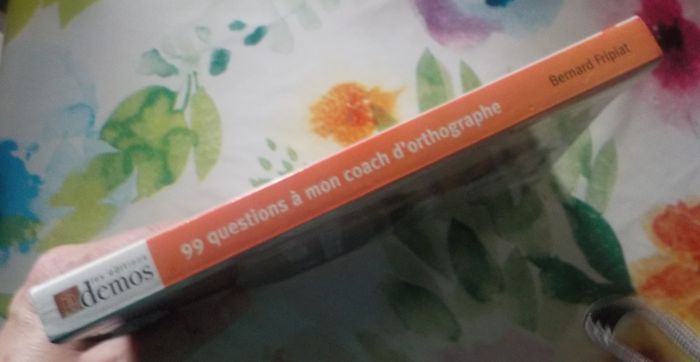 les éditions
demos
99 questions à mon coach d'orthographe
Bernard Fripiat